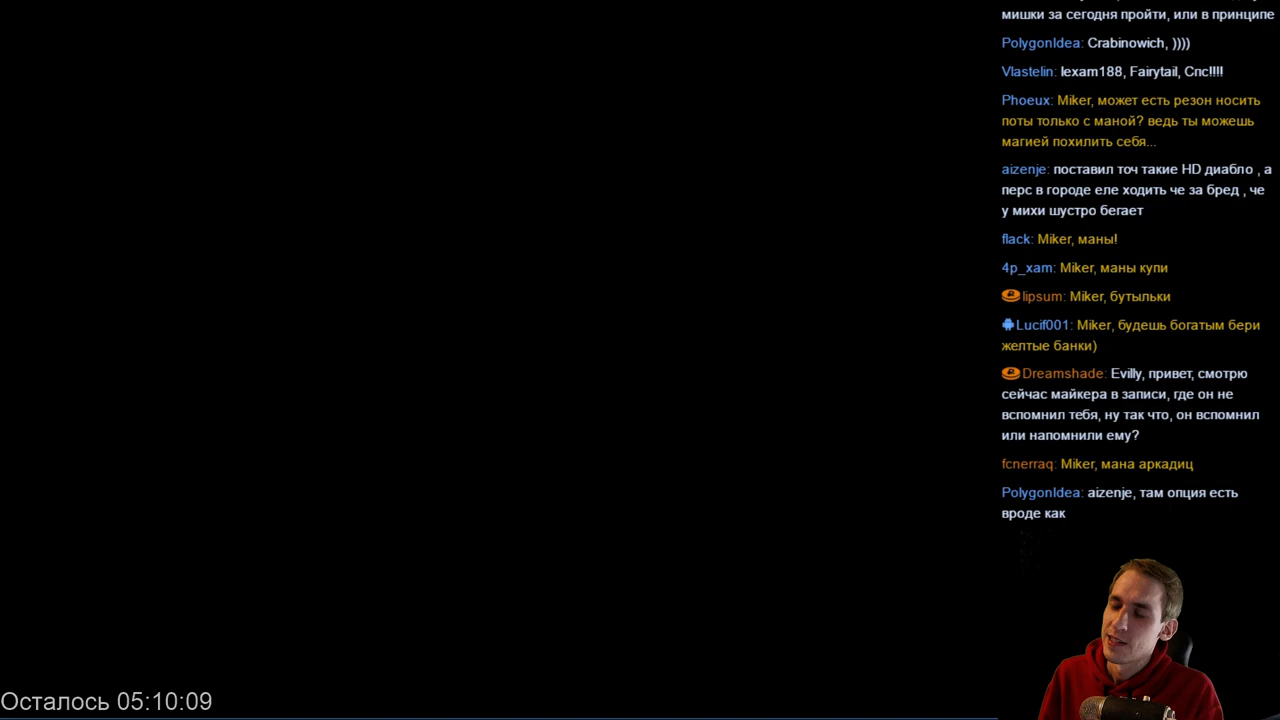 мишки за сегодня пройти, или в принципе
PolygonIdea: Crabinowich, ))))
Vlastelin: lexam188, Fairytail, Спс!!!!
Phoeux: Miker, может есть резон носить
поты только с маной? ведь ты можешь
магией похилить себя...
aizenje: поставил точ такие HD диабло , а
перс в городе еле ходить че за бред , че
у михи шустро бегает
flack: Miker, маны!
4p_xam: Miker, маны купи
lipsum: Miker, бутыльки
Lucif001: Miker, будешь богатым бери
желтые банки)
Dreamshade: Evilly, привет, смотрю
сейчас майкера в записи, где он не
вспомнил тебя, ну так что, он вспомнил
или напомнили ему?
fcnerraq: Miker, мана аркадиц
PolygonIdea: aizenje, там опция есть
вроде как
Осталось 05:10:09